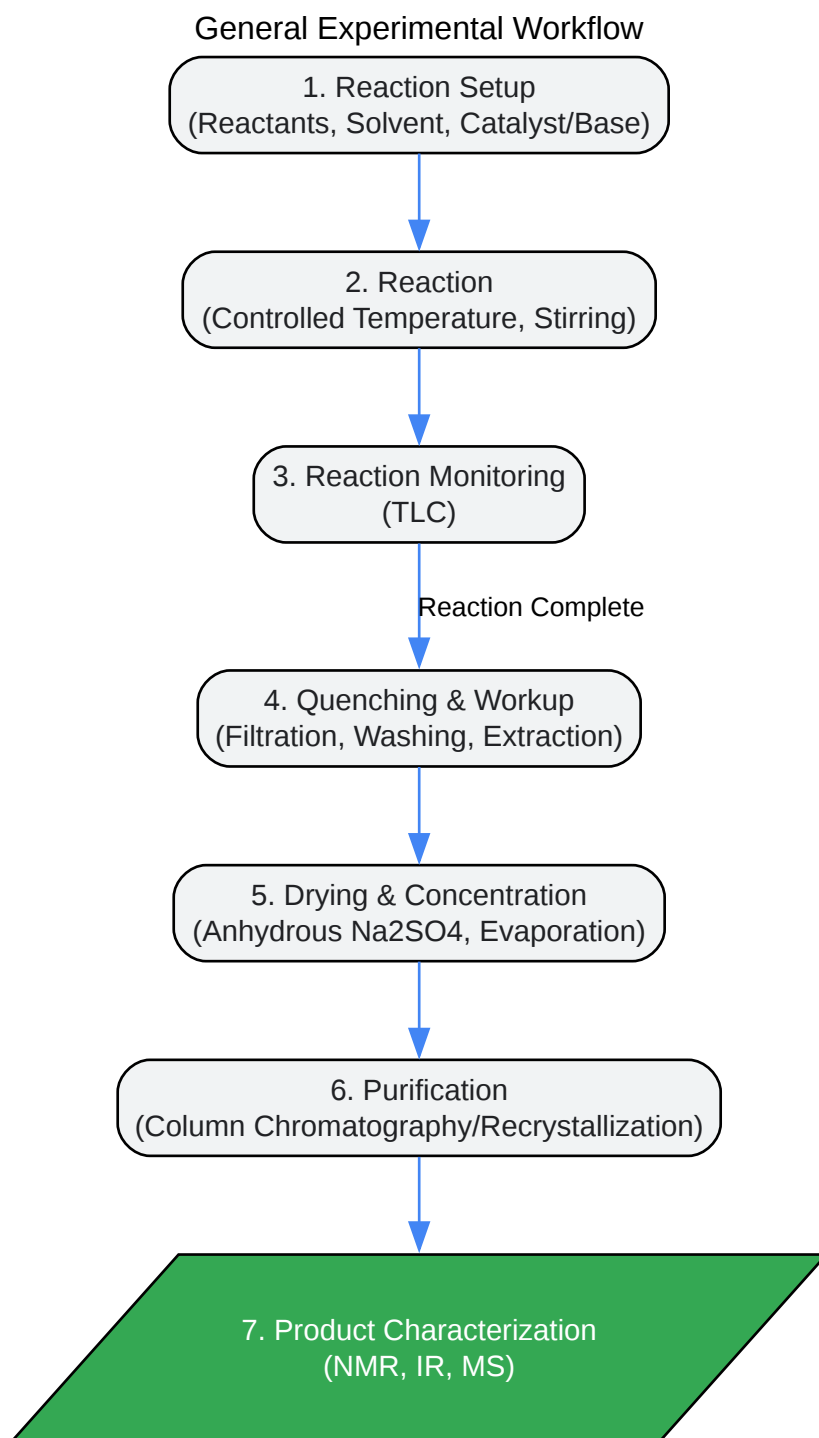 General Experimental Workflow
1. Reaction Setup
(Reactants, Solvent, Catalyst/Base)
2. Reaction
(Controlled Temperature, Stirring)
3. Reaction Monitoring
(TLC)
Reaction Complete
4. Quenching & Workup
(Filtration, Washing, Extraction)
5. Drying & Concentration
(Anhydrous Na2SO4, Evaporation)
6. Purification
(Column Chromatography/Recrystallization)
7. Product Characterization
(NMR, IR, MS)